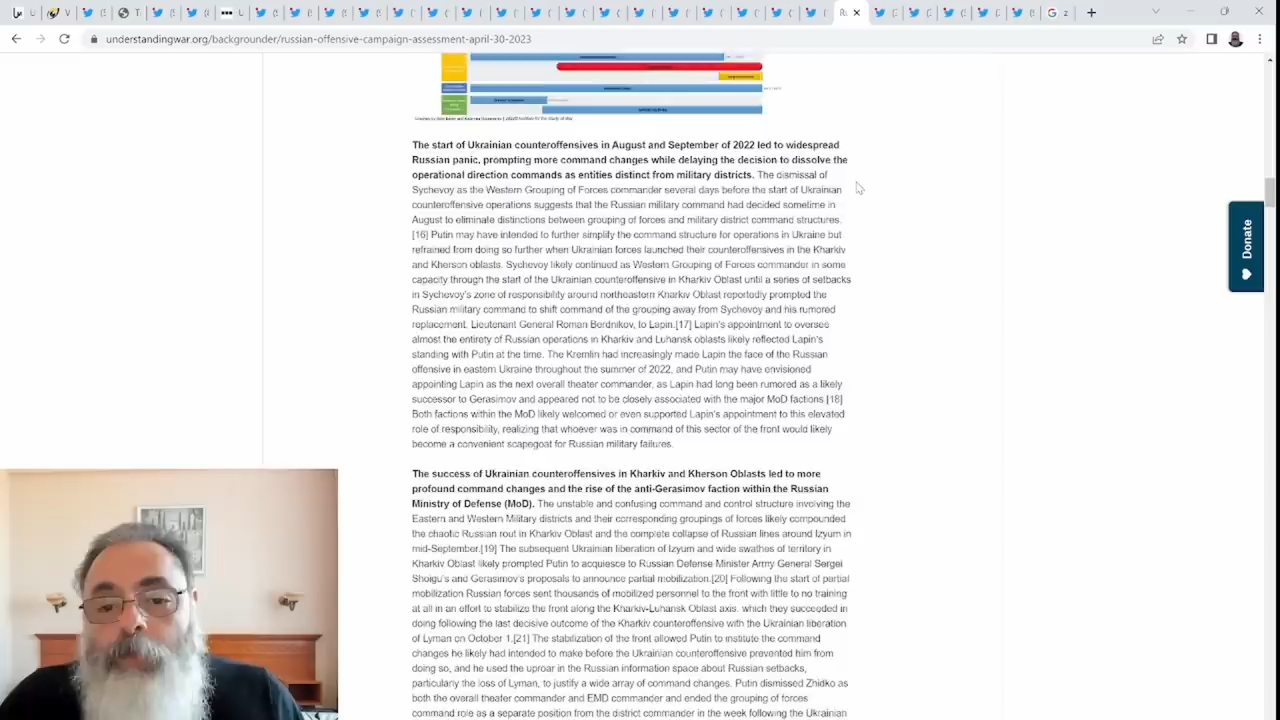 understandingwar.org/backgrounder/russian-offensive-campaign-assessment-april-30-2023
The start of Ukrainian counteroffensives in August and September of 2022 led to widespread
Russian panic, prompting more command changes while delaying the decision to dissolve the
operational direction commands as entities distinct from military districts. The dismissal of
Sychevoy as the Western Grouping of Forces commander several days before the start of Ukrainian
counteroffensive operations suggests that the Russian military command had decided sometime in
August to eliminate distinctions between grouping of forces and military district command structures.
[16] Putin may have intended to further simplify the command structure for operations in Ukraine but
refrained from doing so further when Ukrainian forces launched their counteroffensives in the Kharkiv
and Kherson oblasts. Sychevoy likely continued as Western Grouping of Forces commander in some
capacity through the start of the Ukrainian counteroffensive in Kharkiv Oblast until a series of setbacks
in Sychevoy's zone of responsibility around northeastern Kharkiv Oblast reportedly prompted the
Russian military command to shift command of the grouping away from Sychevoy and his rumored
replacement, Lieutenant General Roman Berdnikov, to Lapin.[17] Lapin's appointment to oversee
almost the entirety of Russian operations in Kharkiv and Luhansk oblasts likely reflected Lapin's
standing with Putin at the time. The Kremlin had increasingly made Lapin the face of the Russian
offensive in eastern Ukraine throughout the summer of 2022, and Putin may have envisioned
appointing Lapin as the next overall theater commander, as Lapin had long been rumored as a likely
successor to Gerasimov and appeared not to be closely associated with the major MoD factions.[18]
Both factions within the MoD likely welcomed or even supported Lapin's appointment to this elevated
role of responsibility, realizing that whoever was in command of this sector of the front would likely
become a convenient scapegoat for Russian military failures.
The success of Ukrainian counteroffensives in Kharkiv and Kherson Oblasts led to more
profound command changes and the rise of the anti-Gerasimov faction within the Russian
Ministry of Defense (MoD). The unstable and confusing command and control structure involving the
Eastern and Western Military districts and their corresponding groupings of forces likely compounded
the chaotic Russian rout in Kharkiv Oblast and the complete collapse of Russian lines around Izyum in
mid-September.[19] The subsequent Ukrainian liberation of Izyum and wide swathes of territory in
Kharkiv Oblast likely prompted Putin to acquiesce to Russian Defense Minister Army General Sergei
Shoigu's and Gerasimov's proposals to announce partial mobilization.[20] Following the start of partial
mobilization Russian forces sent thousands of mobilized personnel to the front with little to no training
at all in an effort to stabilize the front along the Kharkiv-Luhansk Oblast axis, which they succeeded in
doing following the last decisive outcome of the Kharkiv counteroffensive with the Ukrainian liberation
of Lyman on October 1.[21] The stabilization of the front allowed Putin to institute the command
changes he likely had intended to make before the Ukrainian counteroffensive prevented him from
doing so, and he used the uproar in the Russian information space about Russian setbacks,
particularly the loss of Lyman, to justify a wide array of command changes. Putin dismissed Zhidko as
both the overall theater commander and EMD commander and ended the grouping of forces
command role as a separate position from the district commander in the week following the Ukrainian
Donate